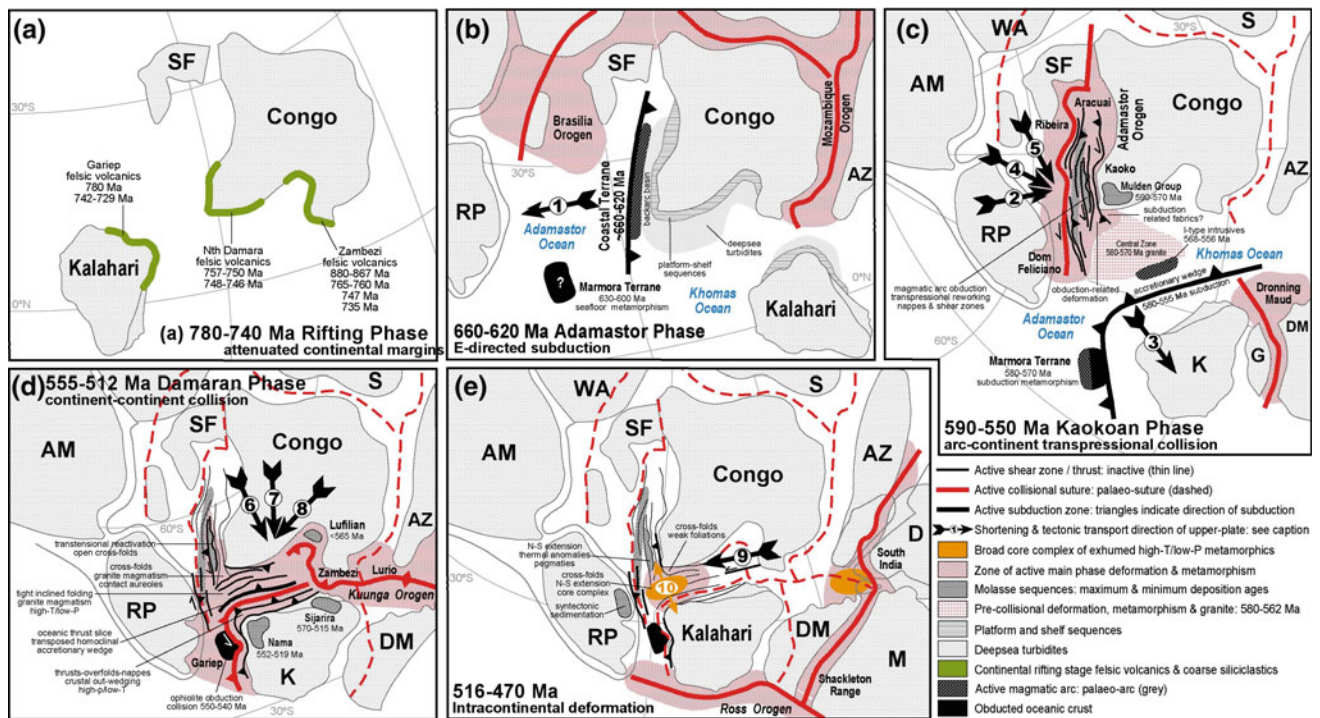 (a)
SF
Congo
30°S
Gariep
felsic volcanics
780 Ma
742-729 Ma
Kalahari
Nth Damara
felsic volcanics
757-750 Ma
748-746 Ma
Zambezi
felsic volcanics
880-867 Ma
765-760 Ma
747 Ma
735 Ma
0°N
(a) 780-740 Ma Rifting Phase
attenuated continental margins
(b)
SF
Congo
Brasilia
Orogen
Mozambique
Orogen
AZ
30°S
RP
1
Adamastor
Ocean
Coastal Terrane
~660-620 Ma
backarc basin
deepsea
turbidites
platform-shelf
sequences
?
Marmora Terrane
630-600 Ma
seafloor metamorphism
Khomas
Ocean
0°N
Kalahari
660-620 Ma Adamastor Phase
E-directed subduction
(c)
WA
30°S
S
AM
SF
Congo
Aracuai
Ribeira
Adamastor
Orogen
5
4
2
Kaoko
Mulden Group
590-570 Ma
AZ
RP
subduction
related fabrics?
I-type intrusives
568-556 Ma
Central Zone
580-570 Ma granite
Khomas Ocean
Dom
Feliciano
magmatic arc obduction
transpressional reworking
nappes & shear zones
obduction-related
deformation
accretionary wedge
580-555 Ma subduction
Dronning
Maud
Adamastor
Ocean
60°S
3
DM
Marmora Terrane
580-570 Ma
subduction metamorphism
K
G
590-550 Ma Kaokoan Phase
arc-continent transpressional collision
(d)
555-512 Ma Damaran Phase
continent-continent collision
S
SF
Congo
AM
6
7
8
60°S
Lufilian
<565 Ma
AZ
transtensional reactivation
open cross-folds
cross-folds
granite magmatism
contact aureoles
Zambezi
Lurio
Kuunga Orogen
tight inclined folding
granite magmatism
high-T/low-P
RP
Sijarira
570-515 Ma
oceanic thrust slice
transposed homoclinal
accretionary wedge
Nama
552-519 Ma
DM
Gariep
K
thrusts-overfolds-nappes
crustal out-wedging
high-p/low-T
ophiolite obduction
collision 550-540 Ma
30°S
(e)
WA
S
SF
Congo
AM
AZ
cross-folds
weak foliations
N-S extension
thermal anomalies
pegmaties
9
D
South
India
30°S
cross-folds
N-S extension
core complex
10
syntectonic
sedimentation
RP
Kalahari
DM
M
516-470 Ma
Intracontinental deformation
Ross Orogen
Shackleton
Range
Active shear zone / thrust: inactive (thin line)
Active collisional suture: palaeo-suture (dashed)
Active subduction zone: triangles indicate direction of subduction
Shortening & tectonic transport direction of upper-plate: see caption
Broad core complex of exhumed high-T/low-P metamorphics
Zone of active main phase deformation & metamorphism
Molasse sequences: maximum & minimum deposition ages
Pre-collisional deformation, metamorphism & granite: 580-562 Ma
Platform and shelf sequences
Deepsea turbidites
Continental rifting stage felsic volcanics & coarse siliciclastics
Active magmatic arc: palaeo-arc (grey)
Obducted oceanic crust